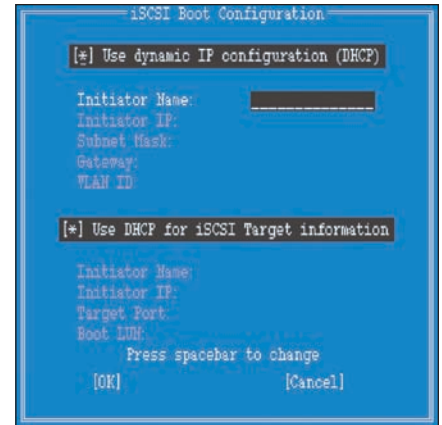 iSCSI Boot Configuration
[*] Use dynamic IP configuration (DHCP)
Initiator Name:
Initiator IP:
Subnet Mask:
Gateway:
VLAN ID:
[*] Use DHCP for iSCSI Target information
Initiator Name:
Initiator IP:
Target Port:
Boot LUN:
Press spacebar to change
[OK] [Cancel]